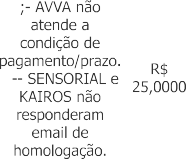 ;- AVVA não
atende a
condição de
pagamento/prazo.
-- SENSORIAL e
KAIROS não
responderam
email de
homologação.
R$
25,0000